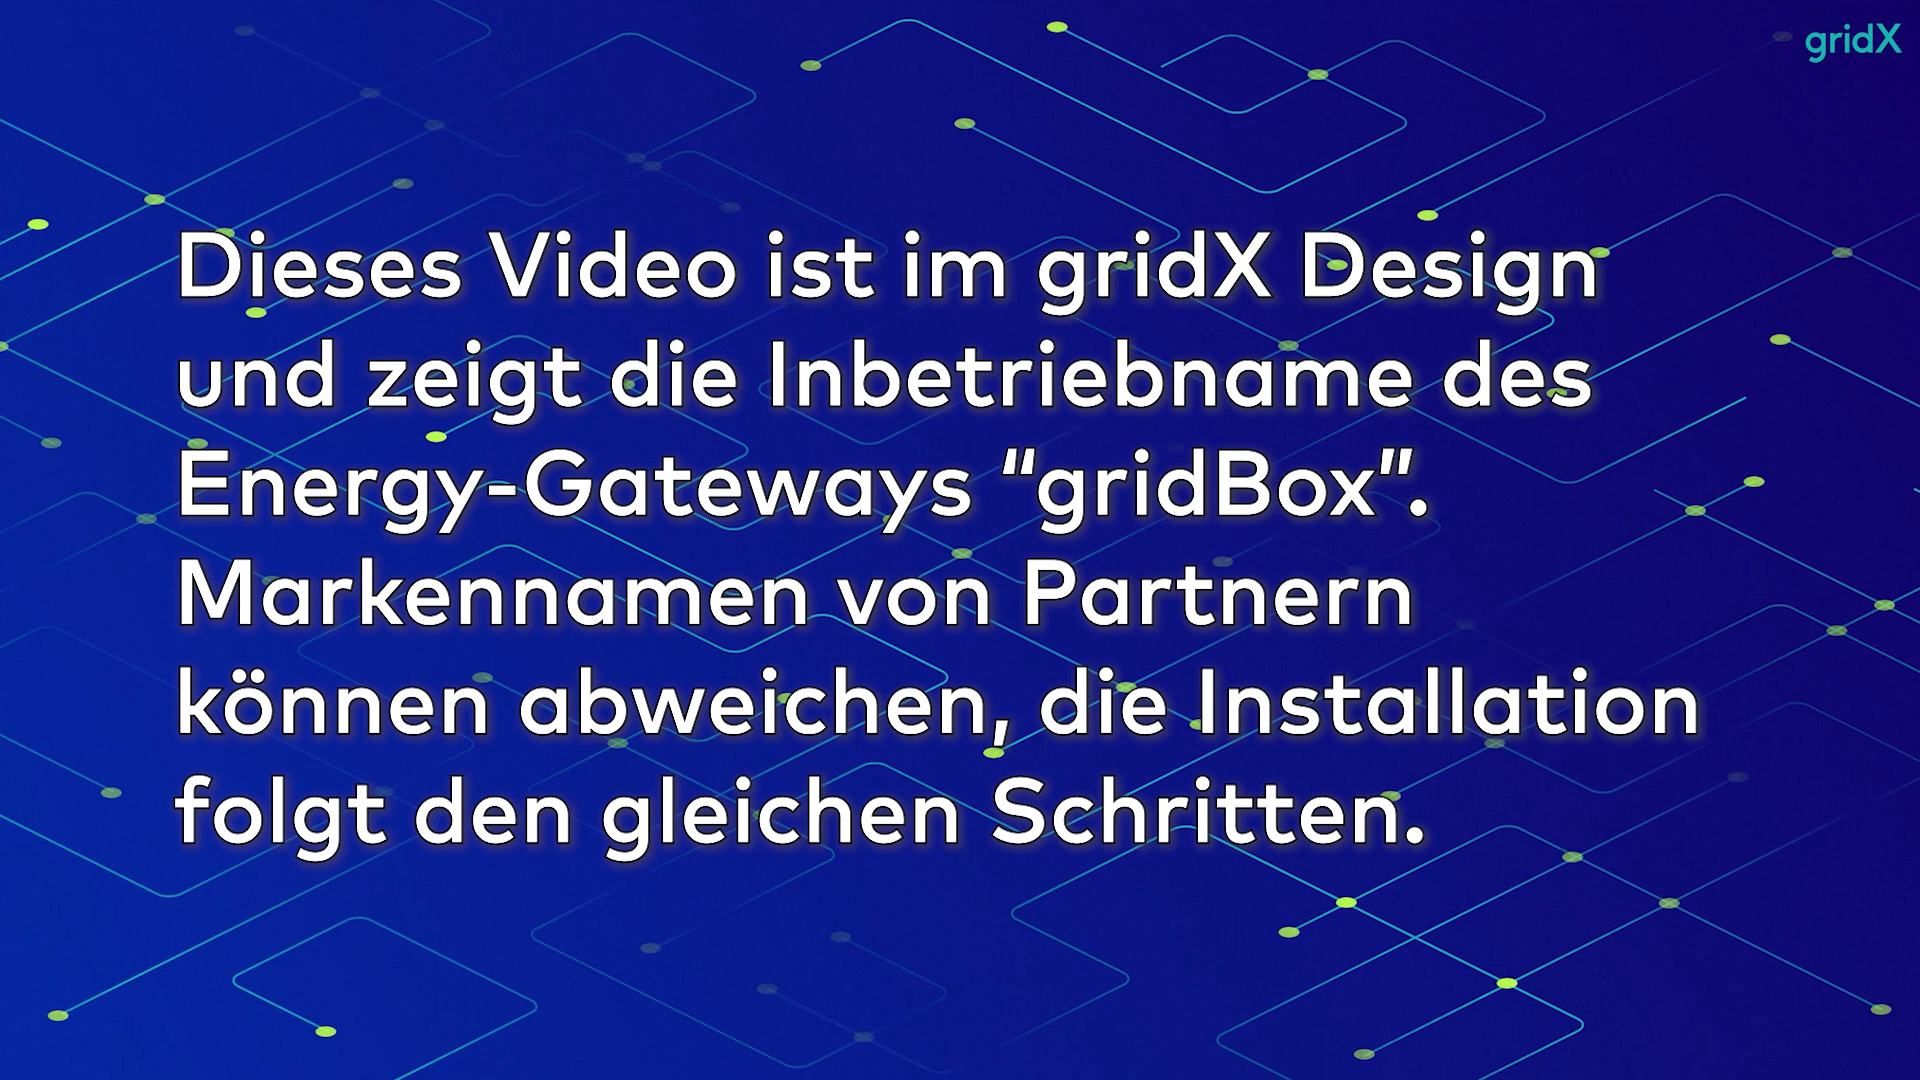 gridX
Dieses Video ist im gridX Design
und zeigt die Inbetriebname des
Energy-Gateways “gridBox”.
Markennamen von Partnern
können abweichen, die Installation
folgt den gleichen Schritten.